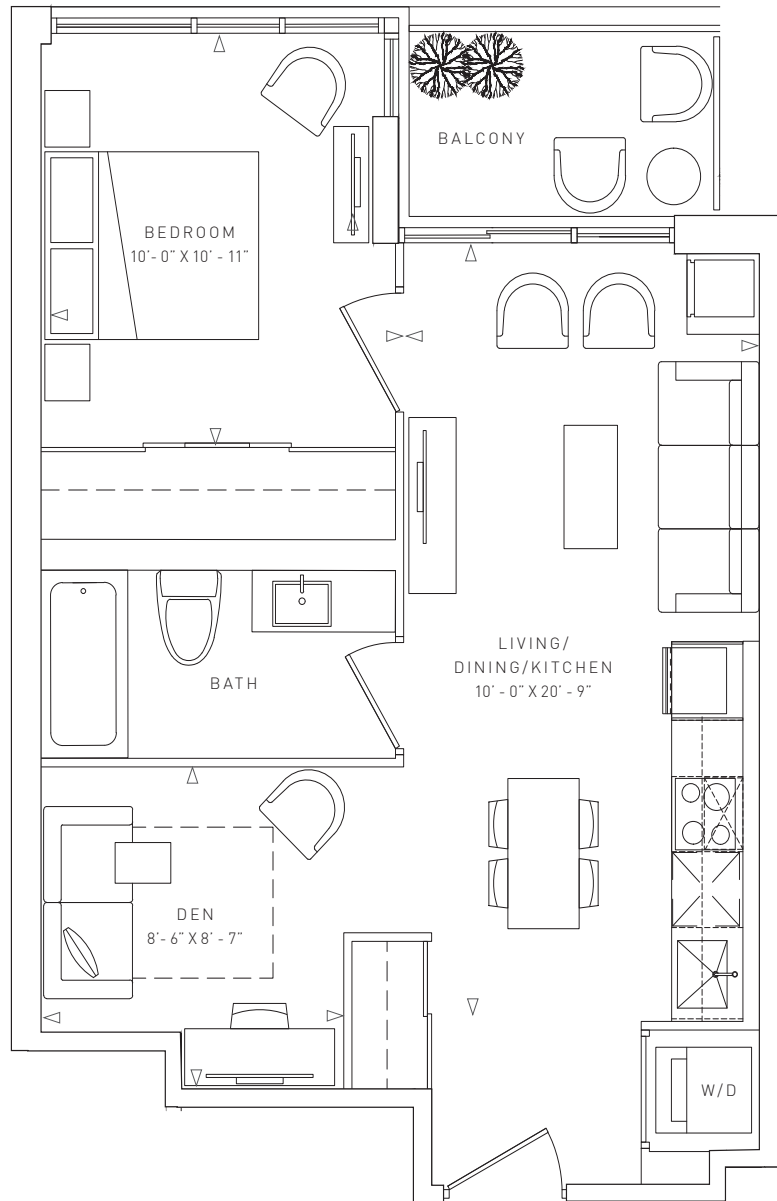 BALCONY
BEDROOM
10'- 0" X 10' - 11"
LIVING/
DINING/KITCHEN
10' - 0" X 20' - 9"
BATH
DEN
8'- 6" X 8' - 7"
W/D